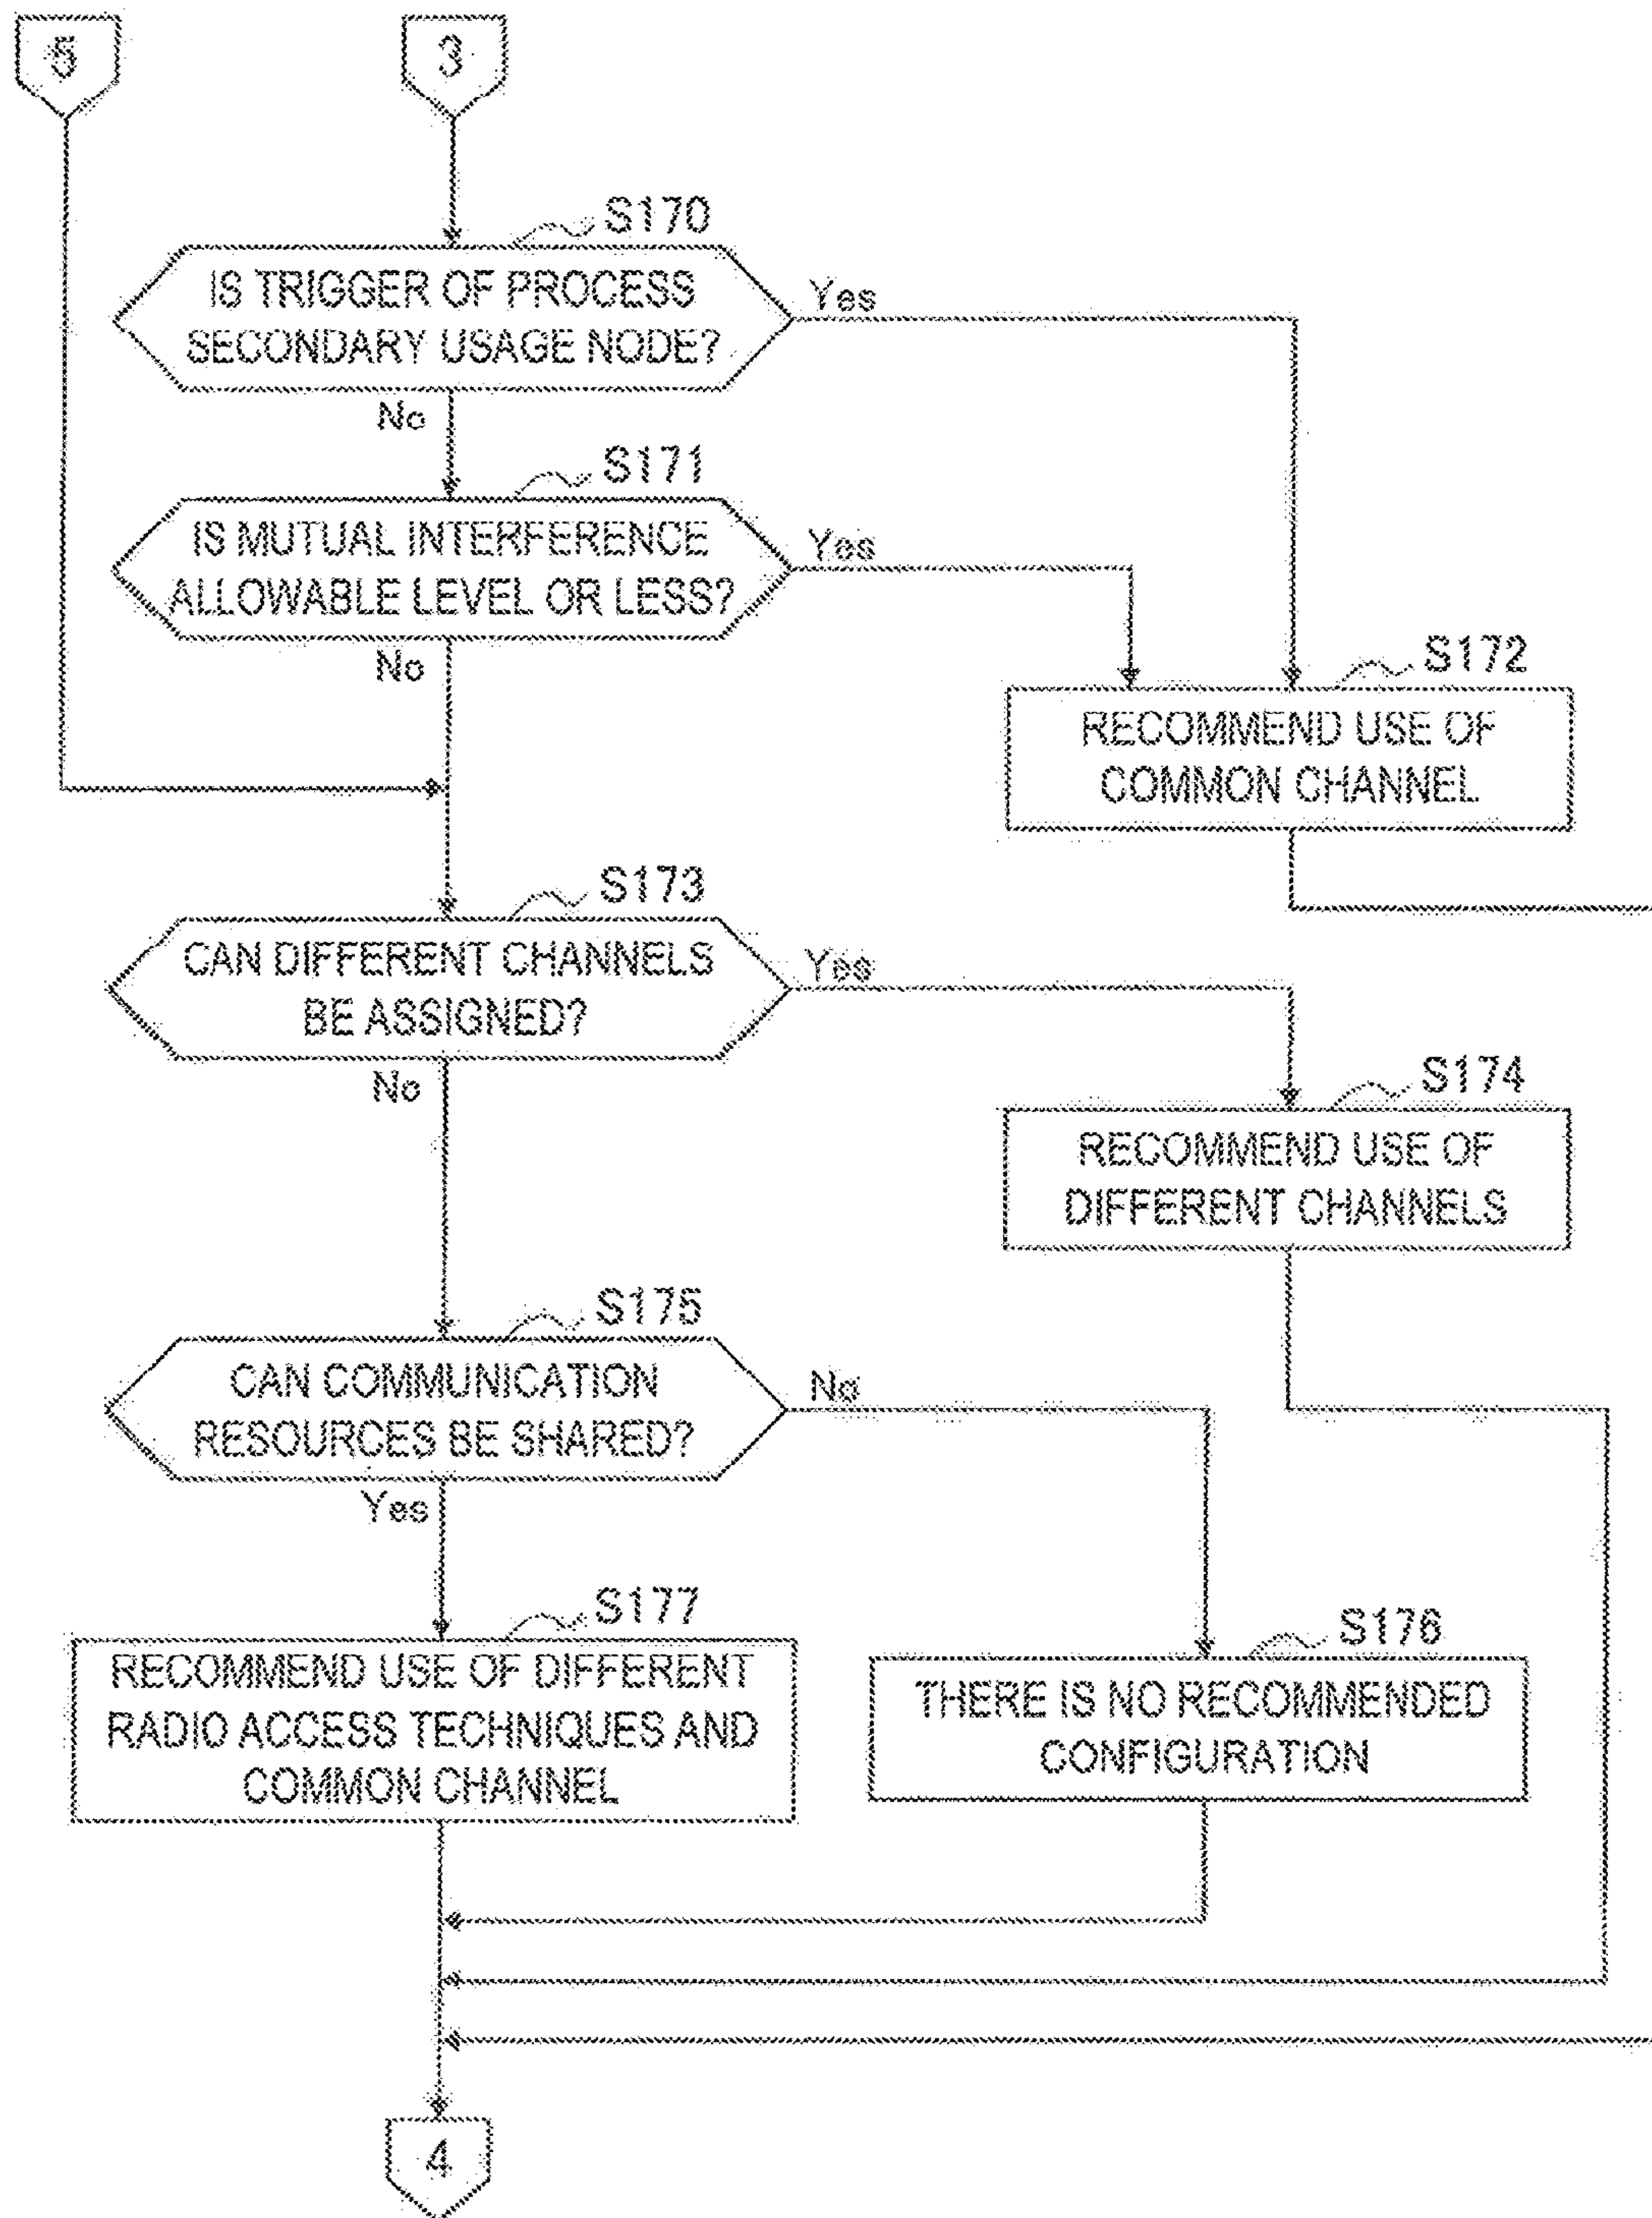 5
3
S170
IS TRIGGER OF PROCESS
SECONDARY USAGE NODE?
Yes
No
S171
IS MUTUAL INTERFERENCE
ALLOWABLE LEVEL OR LESS?
Yes
No
S172
RECOMMEND USE OF
COMMON CHANNEL
S173
CAN DIFFERENT CHANNELS
BE ASSIGNED?
Yes
No
S174
RECOMMEND USE OF
DIFFERENT CHANNELS
S175
CAN COMMUNICATION
RESOURCES BE SHARED?
No
Yes
S177
RECOMMEND USE OF DIFFERENT
RADIO ACCESS TECHNIQUES AND
COMMON CHANNEL
S176
THERE IS NO RECOMMENDED
CONFIGURATION
4